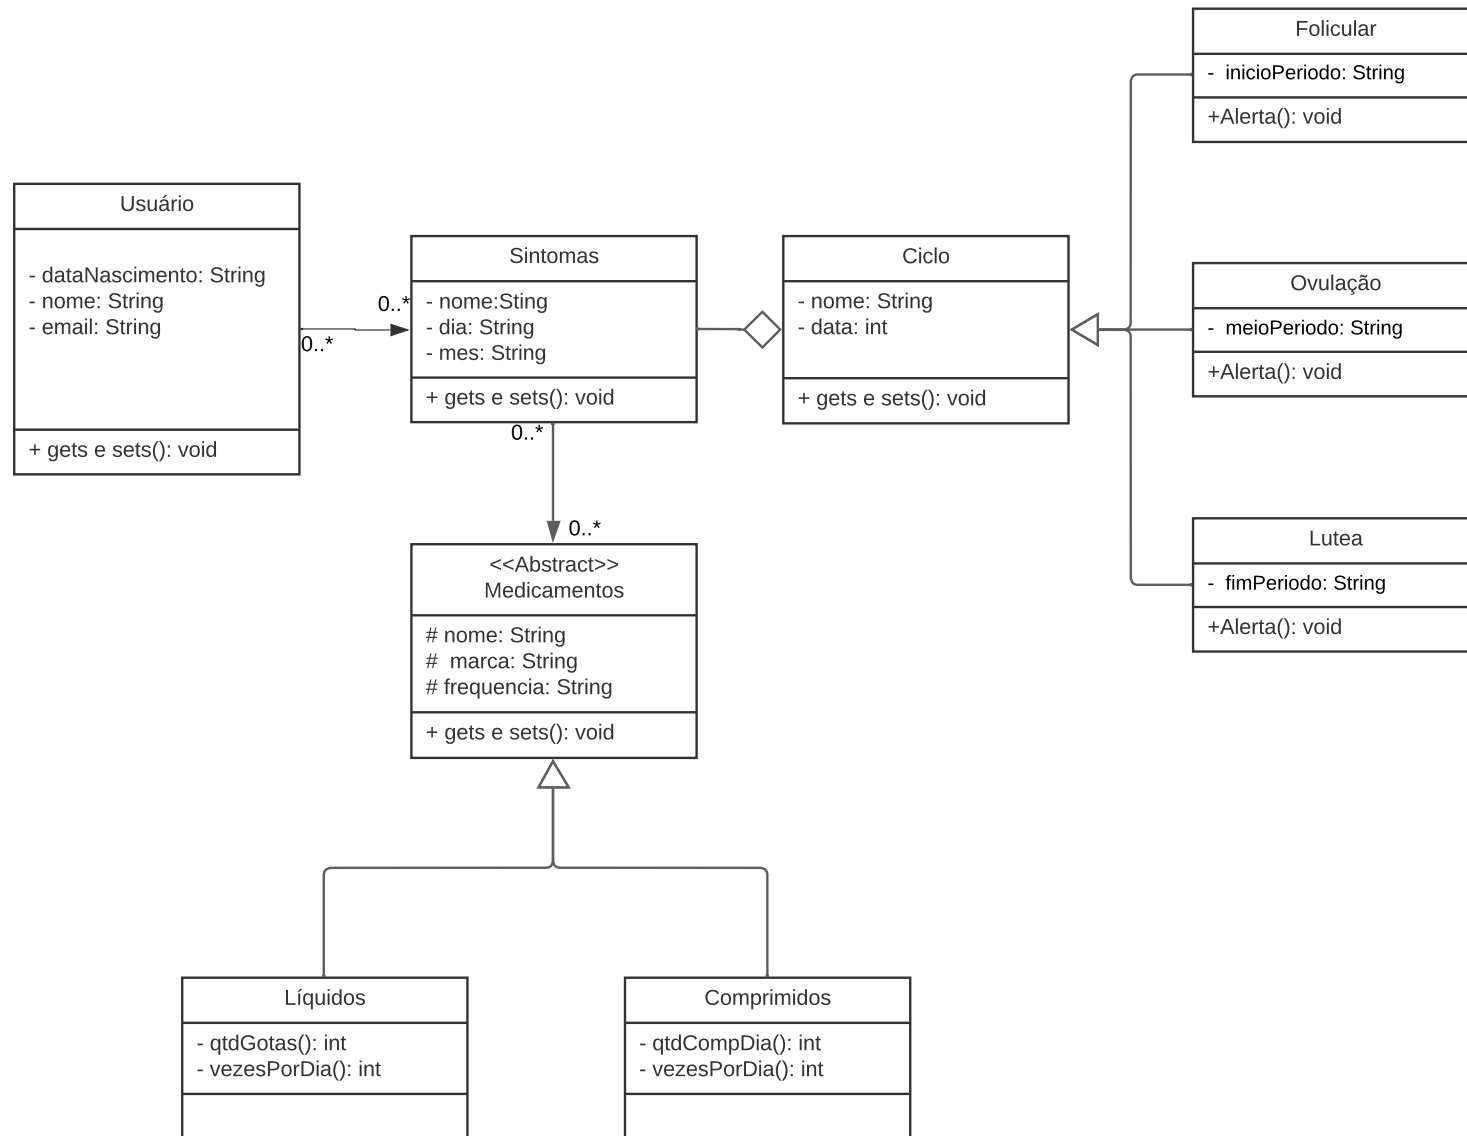 Folicular
- inicioPeriodo: String
+Alerta(): void
Usuário
- dataNascimento: String
- nome: String
- email: String
+ gets e sets(): void
0..*
0..*
Sintomas
- nome:Sting
- dia: String
- mes: String
+ gets e sets(): void
Ciclo
- nome: String
- data: int
+ gets e sets(): void
Ovulação
- meioPeriodo: String
+Alerta(): void
0..*
0..*
<<Abstract>>
Medicamentos
# nome: String
# marca: String
# frequencia: String
+ gets e sets(): void
Lutea
- fimPeriodo: String
+Alerta(): void
Líquidos
- qtdGotas(): int
- vezesPorDia(): int
Comprimidos
- qtdCompDia(): int
- vezesPorDia(): int